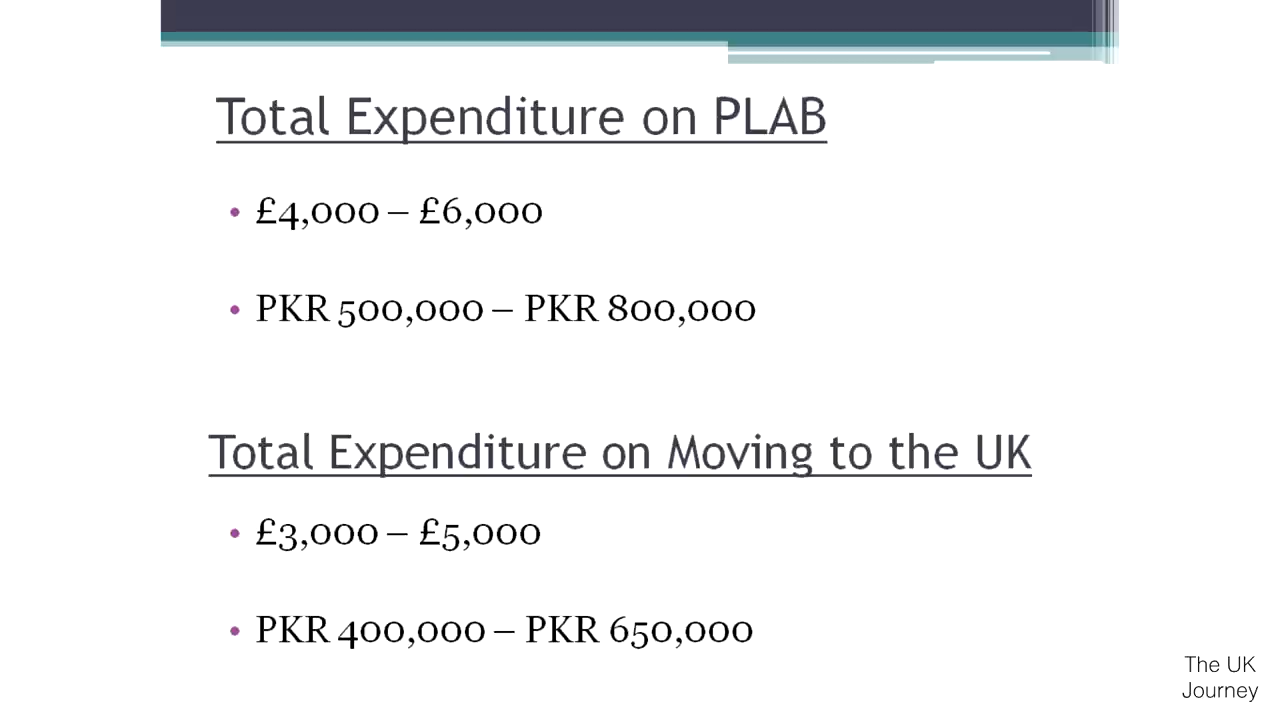 Total Expenditure on PLAB
• £4,000 – £6,000
• PKR 500,000 – PKR 800,000
Total Expenditure on Moving to the UK
• £3,000 – £5,000
• PKR 400,000 – PKR 650,000
The UK
Journey